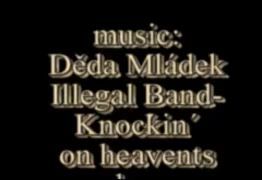 music:
Děda Mládek
Illegal Band-
Knockin´
on heavents